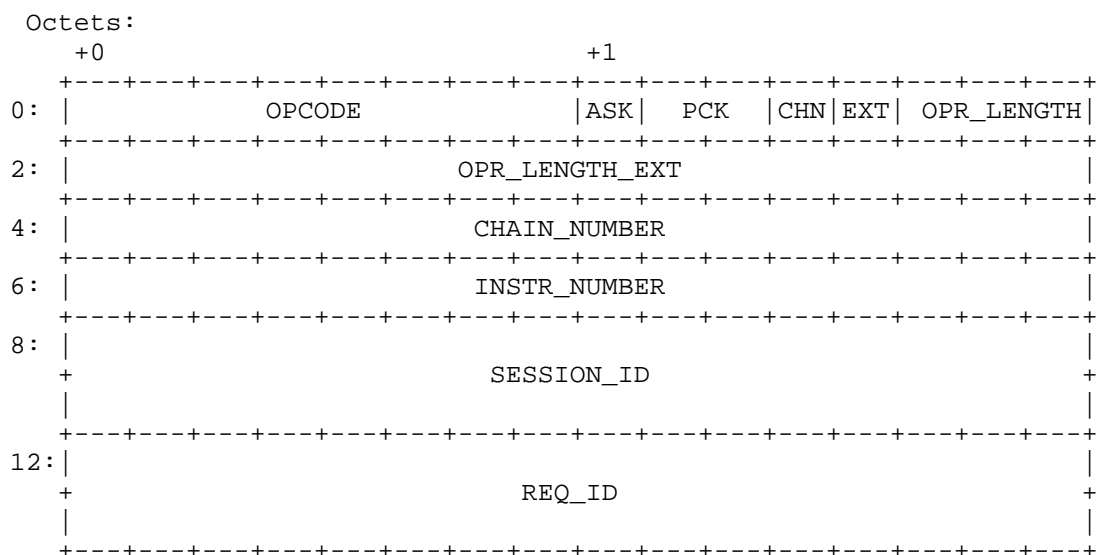 Octets:
+0 +1
+---+---+---+---+---+---+---+---+---+---+---+---+---+---+---+---+
0: | OPCODE |ASK| PCK |CHN|EXT| OPR_LENGTH|
+---+---+---+---+---+---+---+---+---+---+---+---+---+---+---+---+
2: | OPR_LENGTH_EXT |
+---+---+---+---+---+---+---+---+---+---+---+---+---+---+---+---+
4: | CHAIN_NUMBER |
+---+---+---+---+---+---+---+---+---+---+---+---+---+---+---+---+
6: | INSTR_NUMBER |
+---+---+---+---+---+---+---+---+---+---+---+---+---+---+---+---+
8: | |
+ SESSION_ID +
| |
+---+---+---+---+---+---+---+---+---+---+---+---+---+---+---+---+
12:| |
+ REQ_ID +
| |
+---+---+---+---+---+---+---+---+---+---+---+---+---+---+---+---+